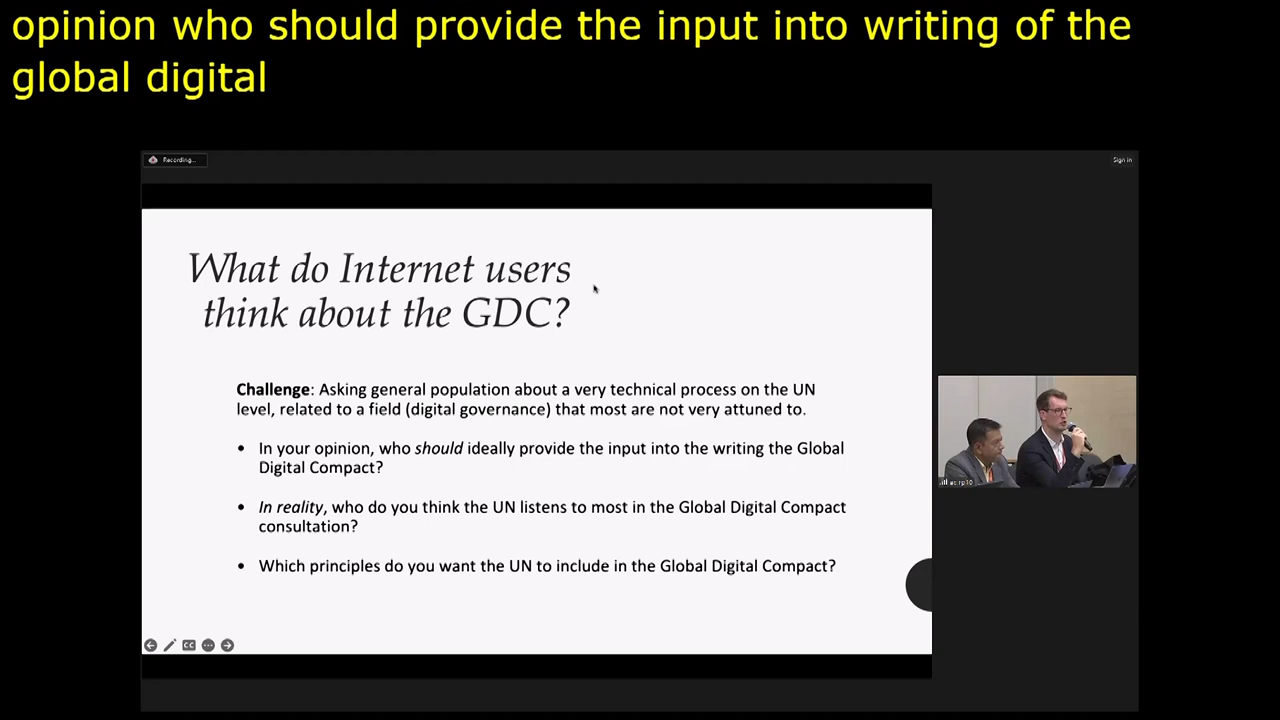 opinion who should provide the input into writing of the
global digital
Recording...
Sign in
What do Internet users
think about the GDC?
Challenge: Asking general population about a very technical process on the UN
level, related to a field (digital governance) that most are not very attuned to.
• In your opinion, who should ideally provide the input into the writing the Global
Digital Compact?
• In reality, who do you think the UN listens to most in the Global Digital Compact
consultation?
• Which principles do you want the UN to include in the Global Digital Compact?
CC